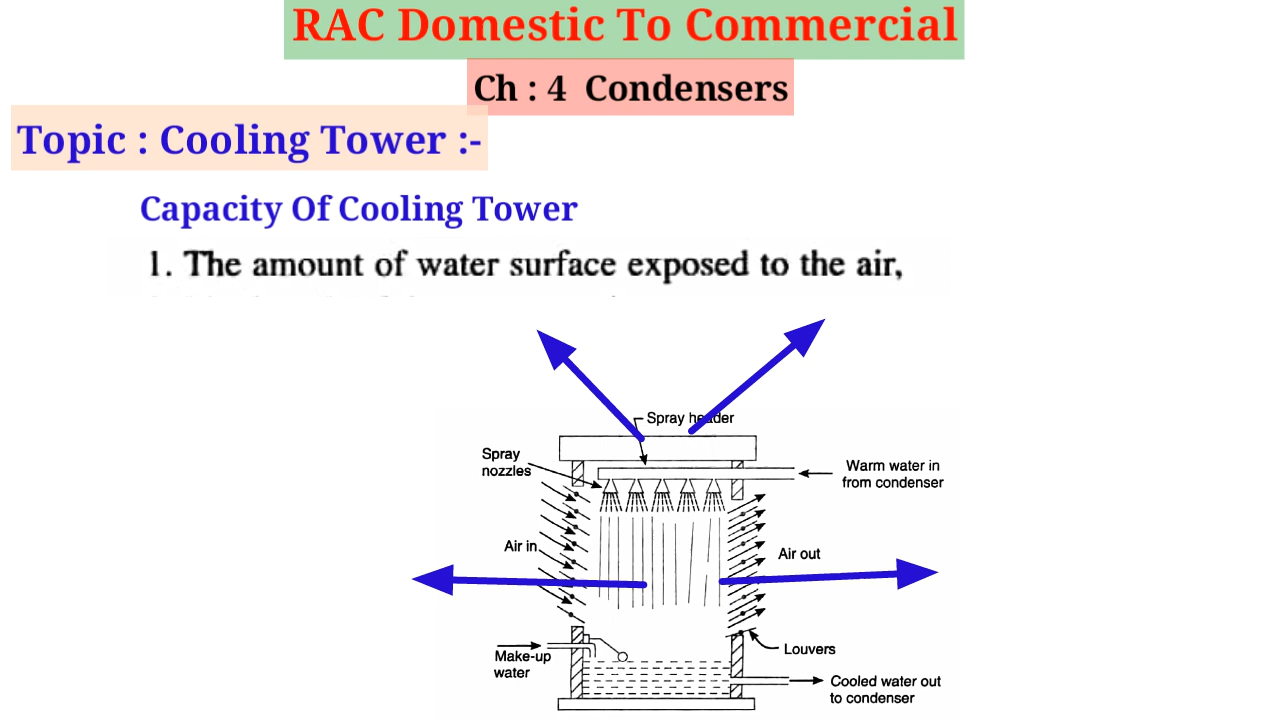 RAC Domestic To Commercial
Ch : 4 Condensers
Topic : Cooling Tower :-
Capacity Of Cooling Tower
1. The amount of water surface exposed to the air,
Spray header
Spray
nozzles
Warm water in
from condenser
Air in
Air out
Make-up
water
Louvers
Cooled water out
to condenser